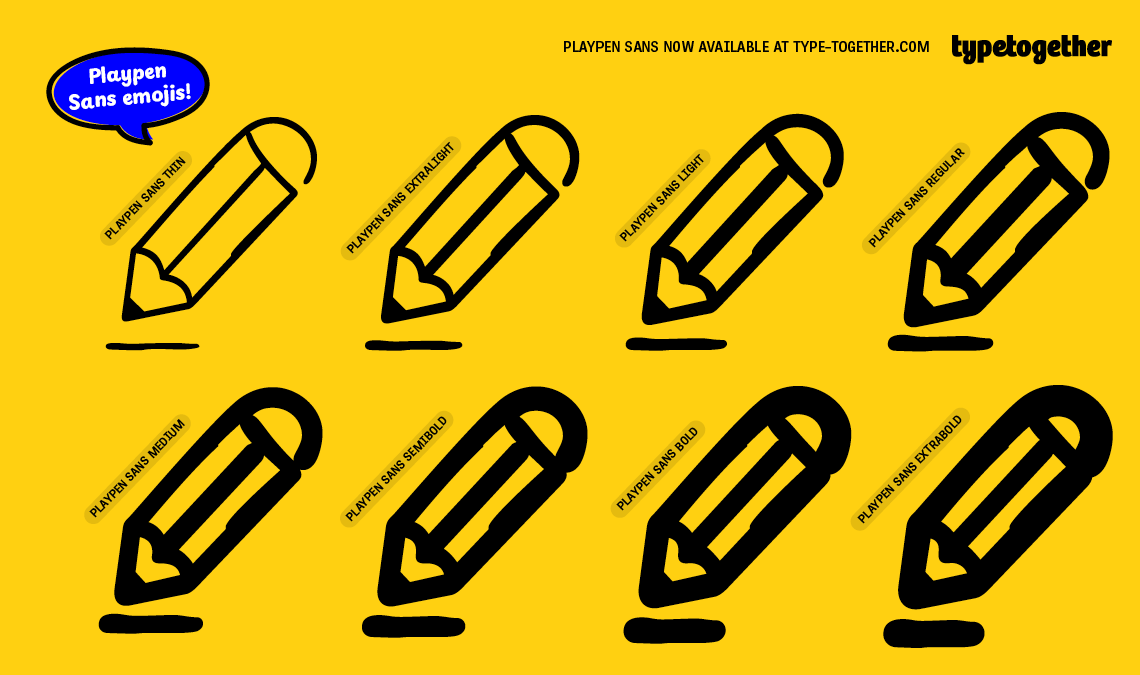 PLAYPEN SANS NOW AVAILABLE AT TYPE-TOGETHER.COM
typetogether
Playpen
Sans emojis!
PLAYPEN SANS THIN
PLAYPEN SANS EXTRALIGHT
PLAYPEN SANS LIGHT
PLAYPEN SANS REGULAR
PLAYPEN SANS MEDIUM
PLAYPEN SANS SEMIBOLD
PLAYPEN SANS BOLD
PLAYPEN SANS EXTRABOLD